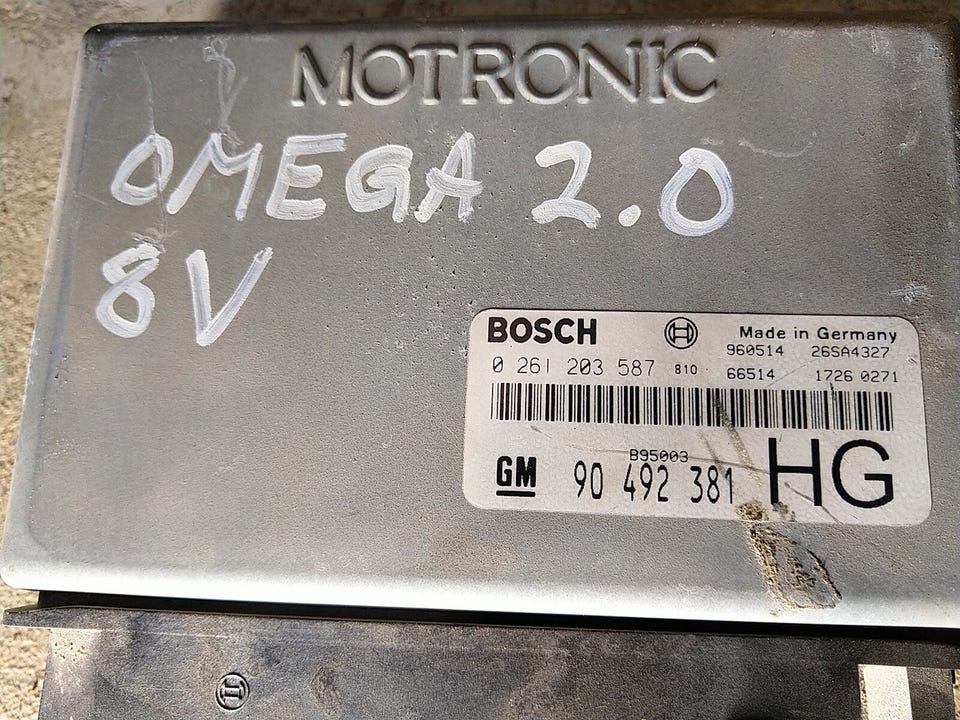 MOTRONIC
OMEGA 2.0
8V
BOSCH Made in Germany
960514 26SA4327
0 261 203 587 810 66514 1726 0271
B95003
GM 90 492 381 HG